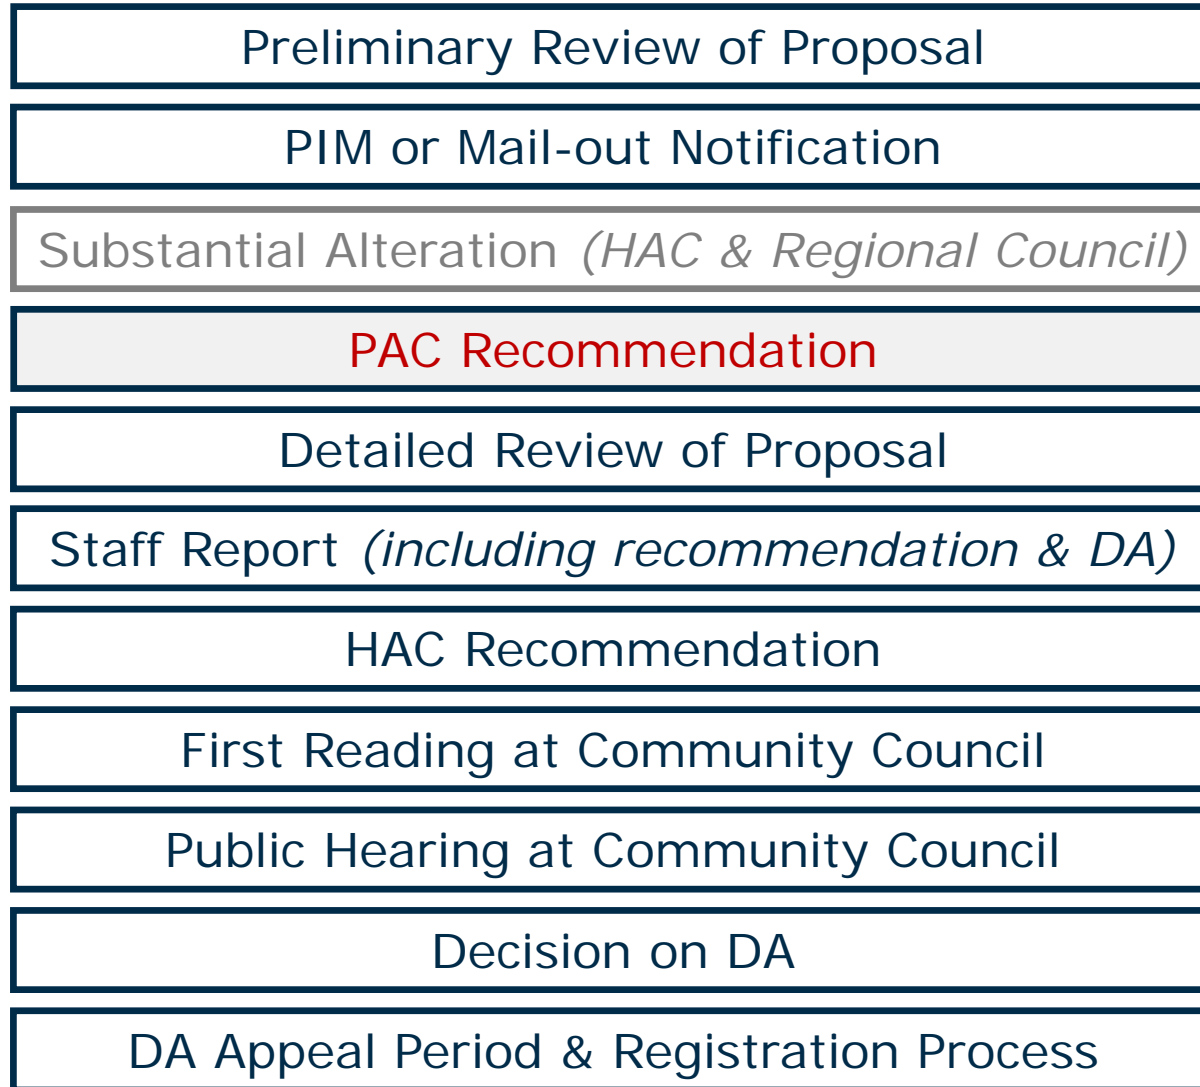 Preliminary Review of Proposal
PIM or Mail-out Notification
Substantial Alteration (HAC & Regional Council)
PAC Recommendation
Detailed Review of Proposal
Staff Report (including recommendation & DA)
HAC Recommendation
First Reading at Community Council
Public Hearing at Community Council
Decision on DA
DA Appeal Period & Registration Process